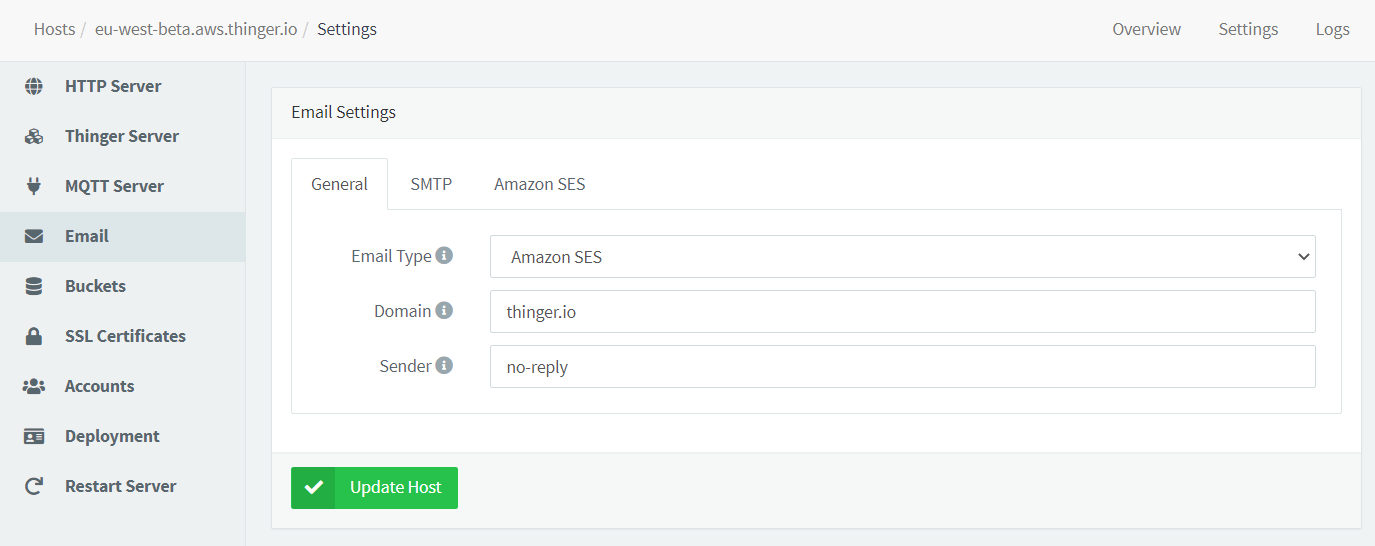 Hosts / eu-west-beta.aws.thinger.io / Settings
Overview Settings Logs
HTTP Server
Thinger Server
MQTT Server
Email
Buckets
SSL Certificates
Accounts
Deployment
Restart Server
Email Settings
General SMTP Amazon SES
Email Type Amazon SES
Domain thinger.io
Sender no-reply
Update Host